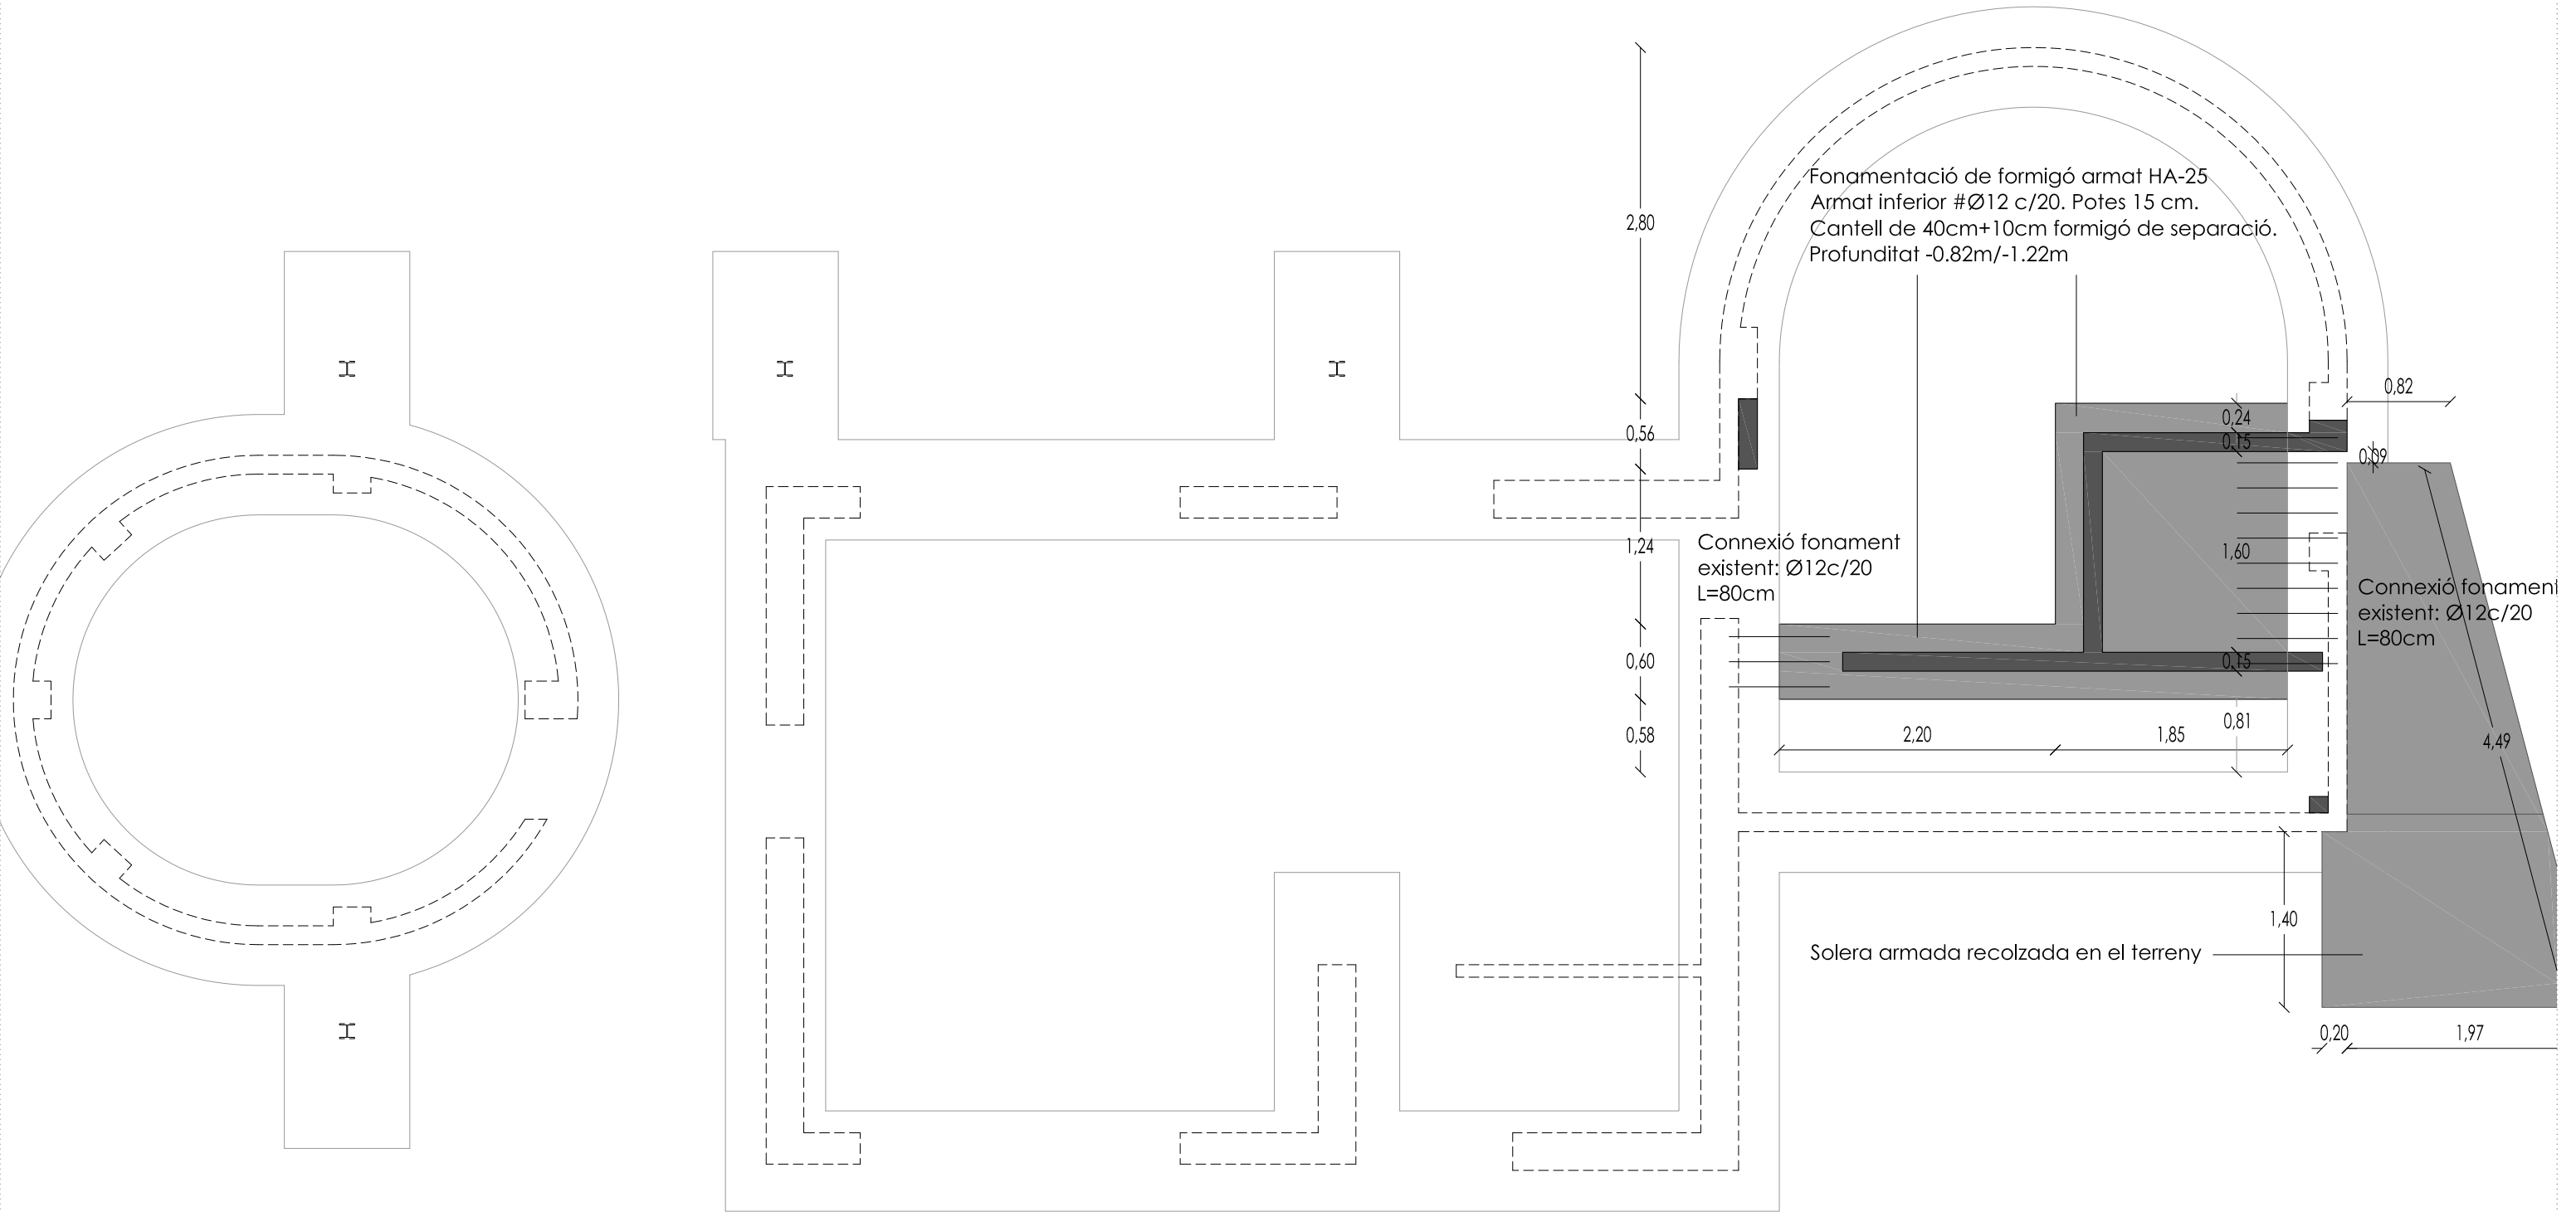 Fonamentació de formigó armat HA-25
Armat inferior #Ø12 c/20. Potes 15 cm.
Cantell de 40cm+10cm formigó de separació.
Profunditat -0.82m/-1.22m
2,80
0,56
1,24
0,60
0,58
0,82
0,24
0,15
0,09
1,60
0,15
0,81
Connexió fonament
existent: Ø12c/20
L=80cm
Connexió fonament
existent: Ø12c/20
L=80cm
2,20
1,85
4,49
1,40
Solera armada recolzada en el terreny
0,20
1,97